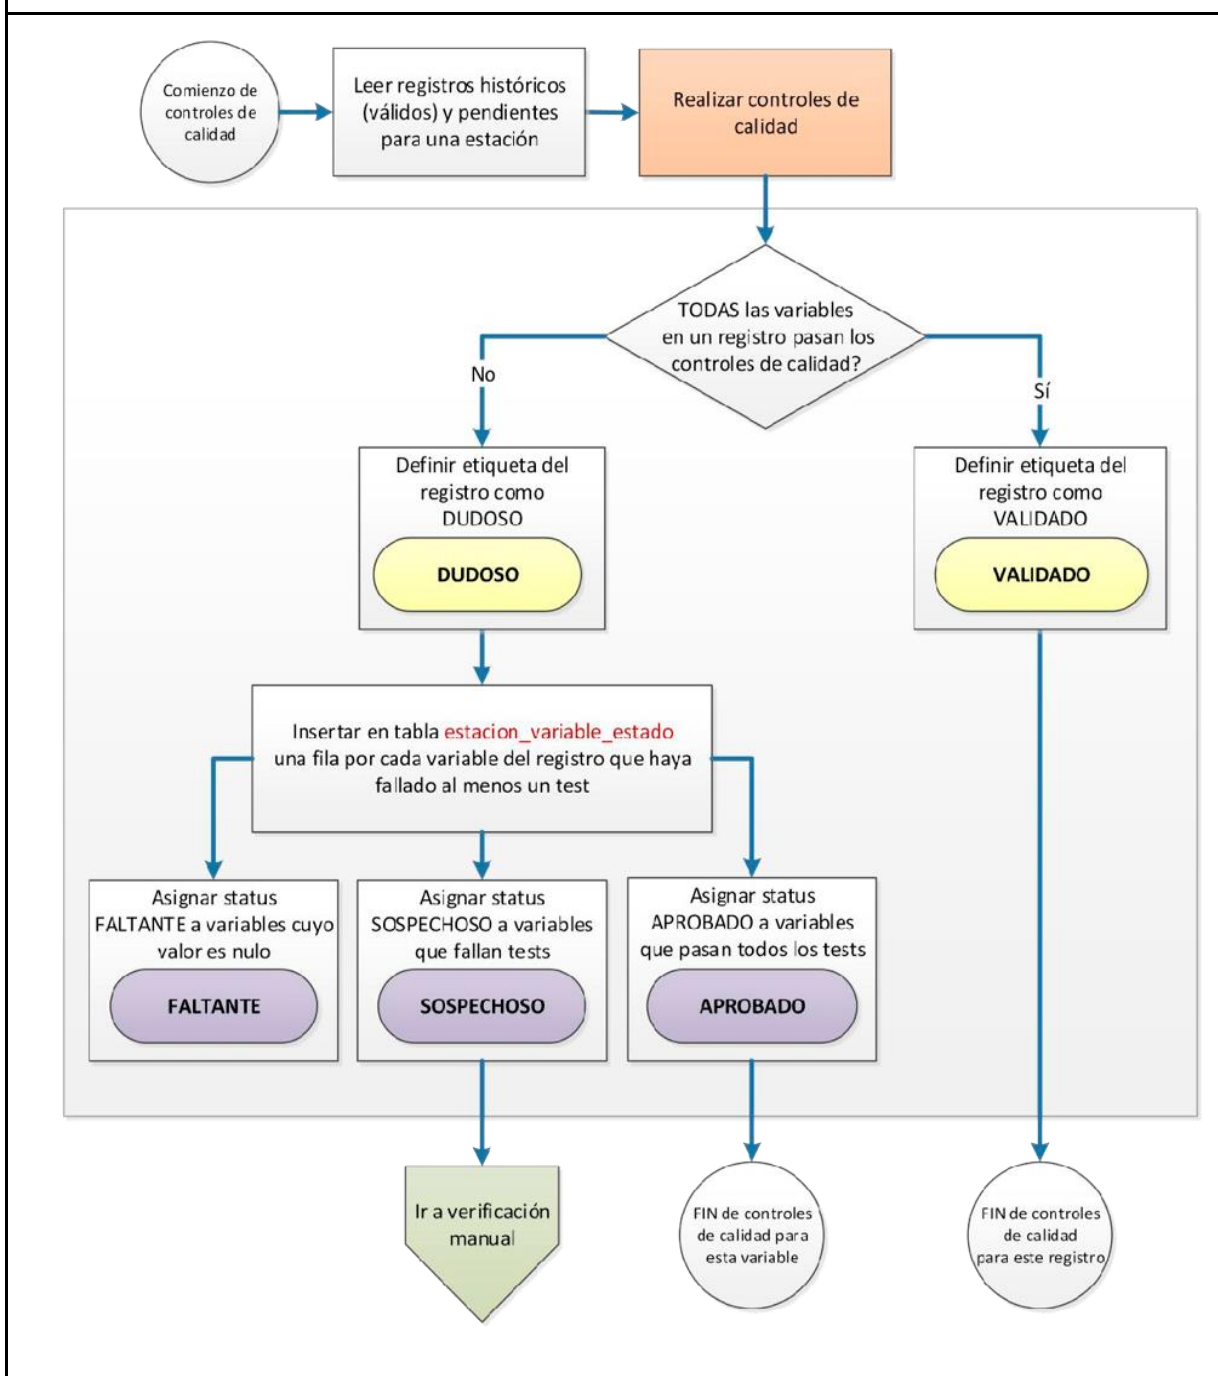 Comienzo de
controles de
calidad
Leer registros históricos
(válidos) y pendientes
para una estación
Realizar controles de
calidad
TODAS las variables
en un registro pasan los
controles de calidad?
No
Sí
Definir etiqueta del
registro como
DUDOSO
DUDOSO
Definir etiqueta del
registro como
VALIDADO
VALIDADO
Insertar en tabla estacion_variable_estado
una fila por cada variable del registro que haya
fallado al menos un test
Asignar status
FALTANTE a variables cuyo
valor es nulo
FALTANTE
Asignar status
SOSPECHOSO a variables
que fallan tests
SOSPECHOSO
Asignar status
APROBADO a variables
que pasan todos los tests
APROBADO
Ir a verificación
manual
FIN de controles
de calidad para
esta variable
FIN de controles
de calidad
para este registro